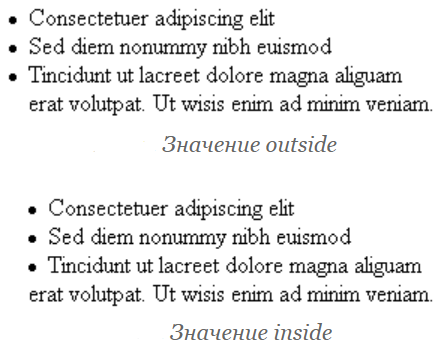 • Consectetuer adipiscing elit
• Sed diem nonummy nibh euismod
• Tincidunt ut lacreet dolore magna aliguam
erat volutpat. Ut wisis enim ad minim veniam.
Значение outside
• Consectetuer adipiscing elit
• Sed diem nonummy nibh euismod
• Tincidunt ut lacreet dolore magna aliguam
erat volutpat. Ut wisis enim ad minim veniam.
Значение inside